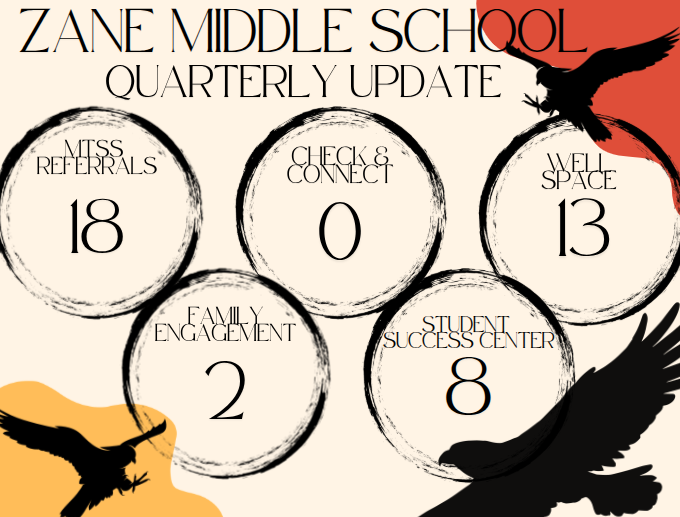 ZANE MIDDLE SCHOOL
QUARTERLY UPDATE
MTSS
REFERRALS
18
CHECK &
CONNECT
0
WELL
SPACE
13
FAMILY
ENGAGEMENT
2
STUDENT
SUCCESS CENTER
8